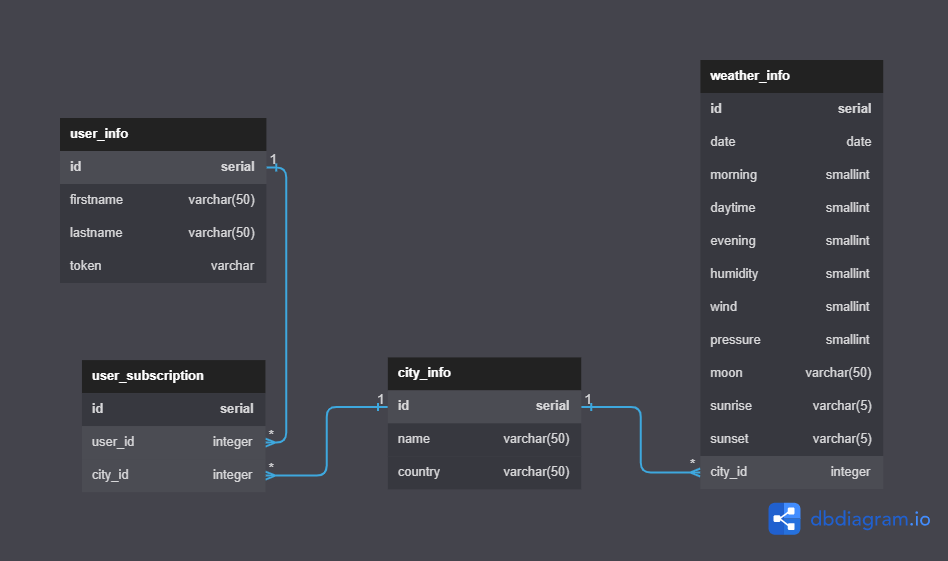 user_info
id serial
firstname varchar(50)
lastname varchar(50)
token varchar
1
user_subscription
id serial
user_id integer
city_id integer
*
*
1
city_info
id serial
name varchar(50)
country varchar(50)
1
*
weather_info
id serial
date date
morning smallint
daytime smallint
evening smallint
humidity smallint
wind smallint
pressure smallint
moon varchar(50)
sunrise varchar(5)
sunset varchar(5)
city_id integer
dbdiagram.io